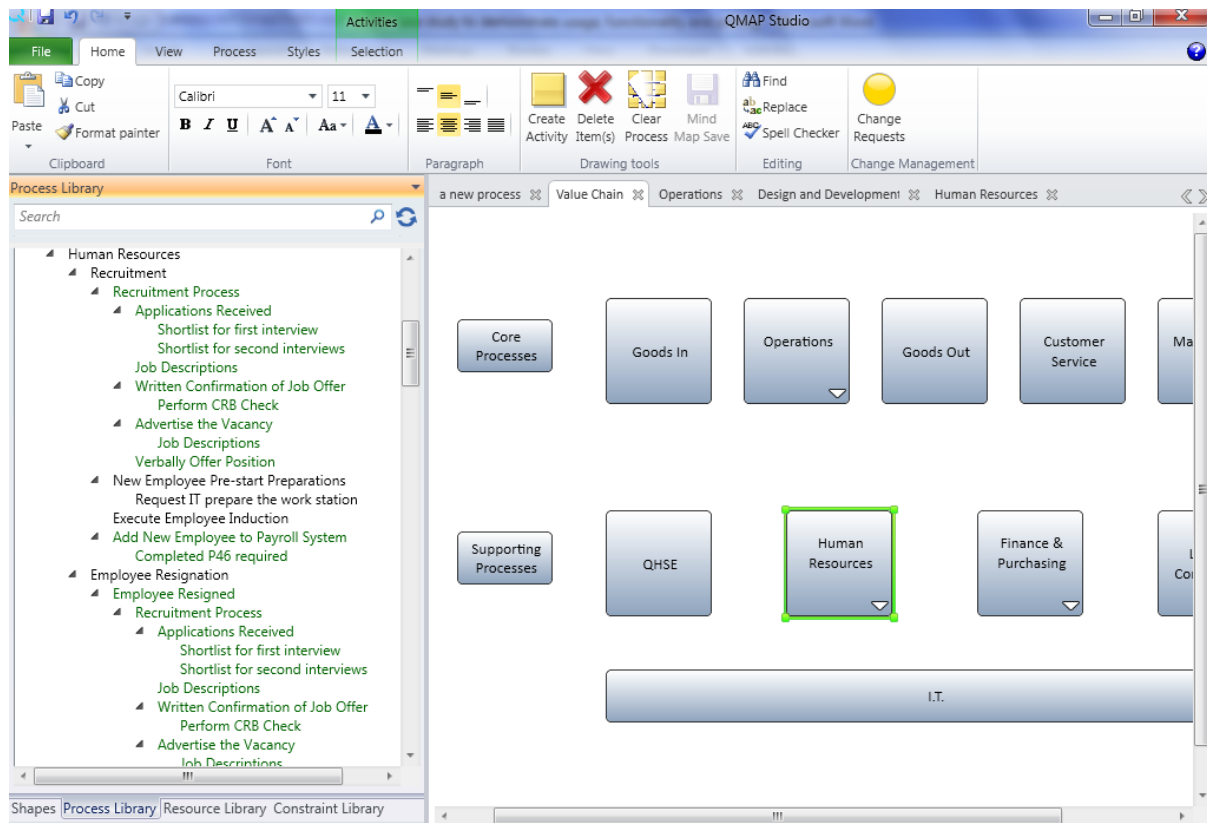 Activities
QMAP Studio
File Home View Process Styles Selection
Copy
Cut
Paste
Format painter
Clipboard
Calibri 11
B I U A A Aa A
Font
Paragraph
Create Activity
Delete Item(s)
Clear Process
Mind Map Save
Drawing tools
Find
Replace
Spell Checker
Editing
Change Requests
Change Management
Process Library
Search
Human Resources
Recruitment
Recruitment Process
Applications Received
Shortlist for first interview
Shortlist for second interviews
Job Descriptions
Written Confirmation of Job Offer
Perform CRB Check
Advertise the Vacancy
Job Descriptions
Verbally Offer Position
New Employee Pre-start Preparations
Request IT prepare the work station
Execute Employee Induction
Add New Employee to Payroll System
Completed P46 required
Employee Resignation
Employee Resigned
Recruitment Process
Applications Received
Shortlist for first interview
Shortlist for second interviews
Job Descriptions
Written Confirmation of Job Offer
Perform CRB Check
Advertise the Vacancy
Job Descriptions
Shapes Process Library Resource Library Constraint Library
a new process Value Chain Operations Design and Development Human Resources
Core
Processes
Goods In
Operations
Goods Out
Customer
Service
Ma
Supporting
Processes
QHSE
Human
Resources
Finance &
Purchasing
L
Co
I.T.